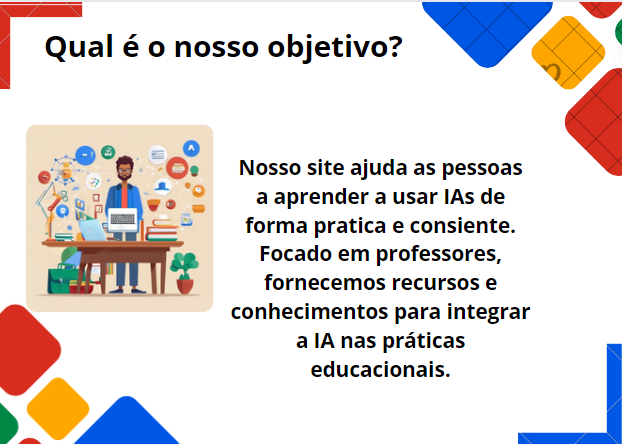 Qual é o nosso objetivo?
Nosso site ajuda as pessoas
a aprender a usar IAs de
forma pratica e consiente.
Focado em professores,
fornecemos recursos e
conhecimentos para integrar
a IA nas práticas
educacionais.